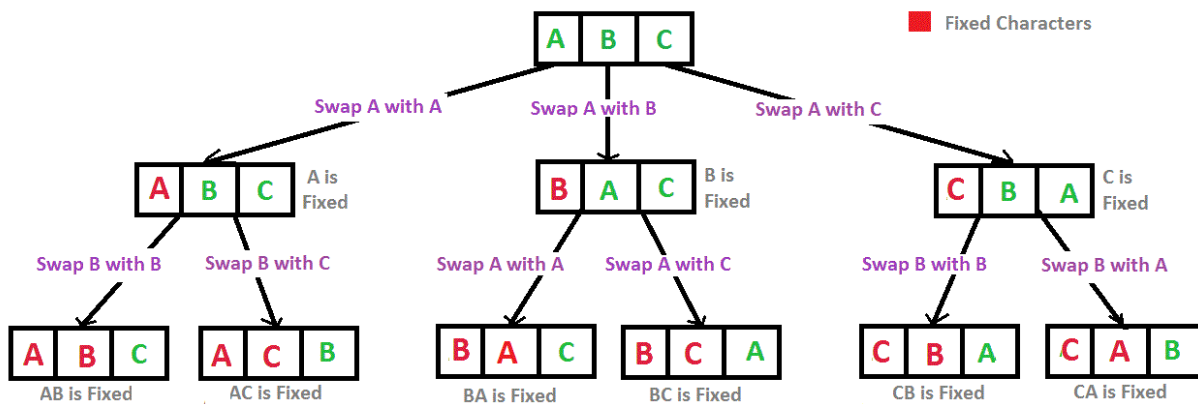 A B C
Fixed Characters
Swap A with A
Swap A with B
Swap A with C
A B C
A is
Fixed
B A C
B is
Fixed
C B A
C is
Fixed
Swap B with B
Swap B with C
Swap A with A
Swap A with C
Swap B with B
Swap B with A
A B C
A C B
B A C
B C A
C B A
C A B
AB is Fixed
AC is Fixed
BA is Fixed
BC is Fixed
CB is Fixed
CA is Fixed